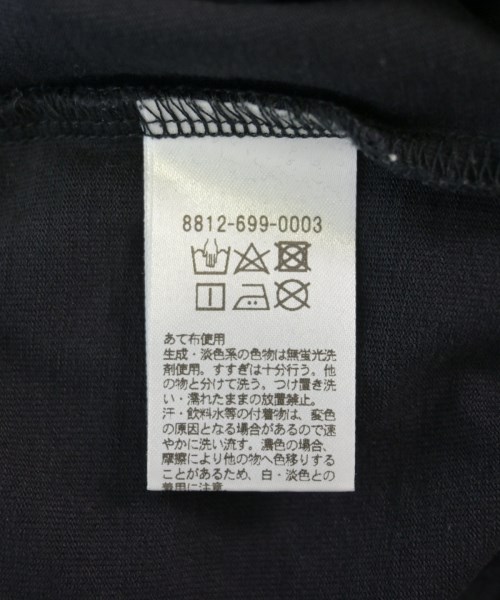 8812-699-0003
あて布使用
生成・淡色系の色物は無蛍光洗
剤使用。すすぎは十分行う。他
の物と分けて洗う。つけ置き洗
い・濡れたままの放置禁止。
汗・飲料水等の付着物は、変色
の原因となる場合があるので速
やかに洗い流す。濃色の場合、
摩擦により他の物へ色移りする
ことがあるため、白・淡色との
着用に注意